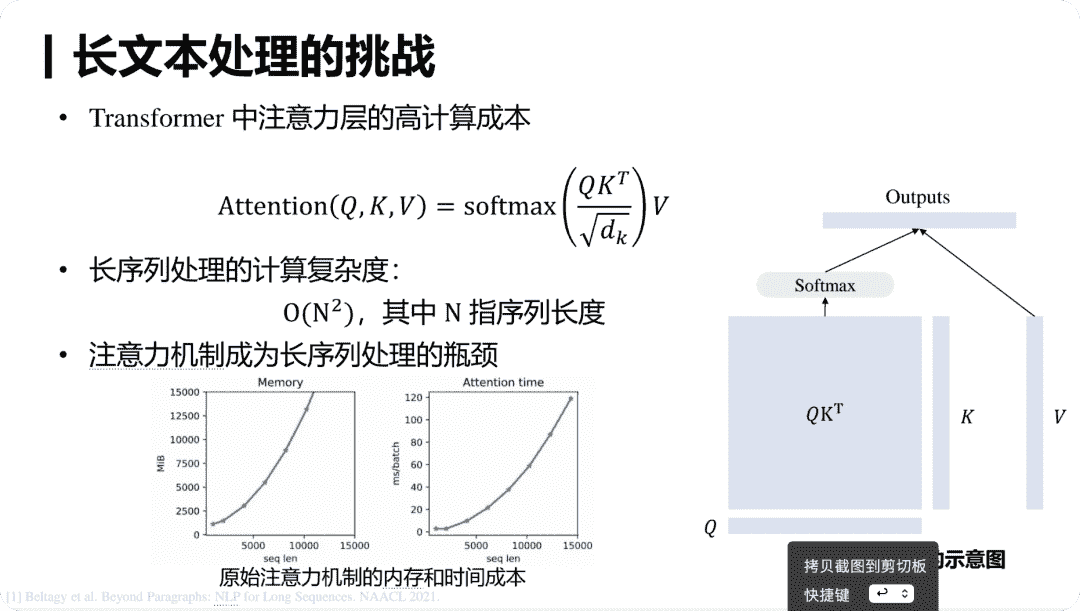 长文本处理的挑战
• Transformer 中注意力层的高计算成本
Attention(Q, K, V) = softmax(QK^T / √d_k)V
• 长序列处理的计算复杂度：
O(N²)，其中 N 指序列长度
• 注意力机制成为长序列处理的瓶颈
Memory
15000
12500
10000
7500
5000
2500
0
MiB
5000 10000 15000
seq len
Attention time
120
100
80
60
40
20
0
ms/batch
5000 10000 15000
seq len
原始注意力机制的内存和时间成本
[1] Beltagy et al. Beyond Paragraphs: NLP for Long Sequences. NAACL 2021.
Outputs
Softmax
QK^T
K
V
Q
示意图
拷贝截图到剪切板
快捷键